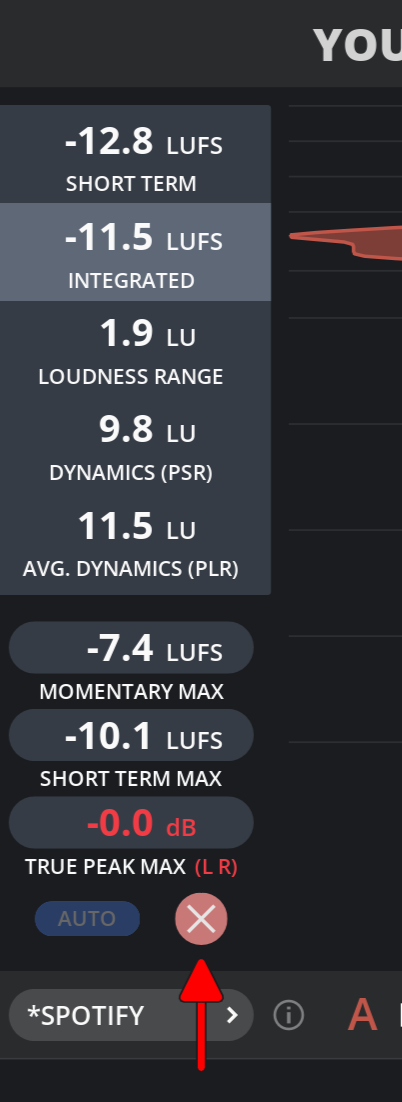 YOU
-12.8 LUFS
SHORT TERM
-11.5 LUFS
INTEGRATED
1.9 LU
LOUDNESS RANGE
9.8 LU
DYNAMICS (PSR)
11.5 LU
AVG. DYNAMICS (PLR)
-7.4 LUFS
MOMENTARY MAX
-10.1 LUFS
SHORT TERM MAX
-0.0 dB
TRUE PEAK MAX (L R)
AUTO
*SPOTIFY A